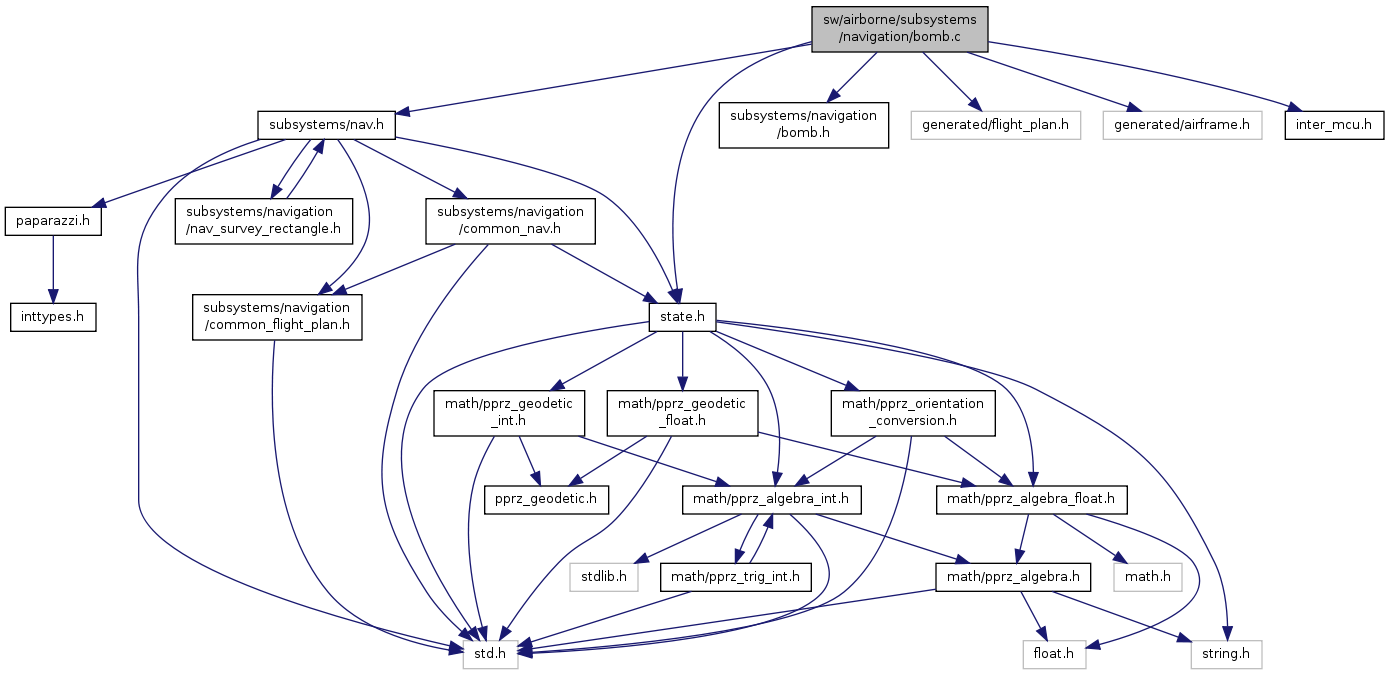 sw/airborne/subsystems
/navigation/bomb.c
subsystems/nav.h
subsystems/navigation
/bomb.h
generated/flight_plan.h
generated/airframe.h
inter_mcu.h
paparazzi.h
subsystems/navigation
/nav_survey_rectangle.h
subsystems/navigation
/common_nav.h
inttypes.h
subsystems/navigation
/common_flight_plan.h
state.h
math/pprz_geodetic
_int.h
math/pprz_geodetic
_float.h
math/pprz_orientation
_conversion.h
pprz_geodetic.h
math/pprz_algebra_int.h
math/pprz_algebra_float.h
stdlib.h
math/pprz_trig_int.h
math/pprz_algebra.h
math.h
std.h
float.h
string.h